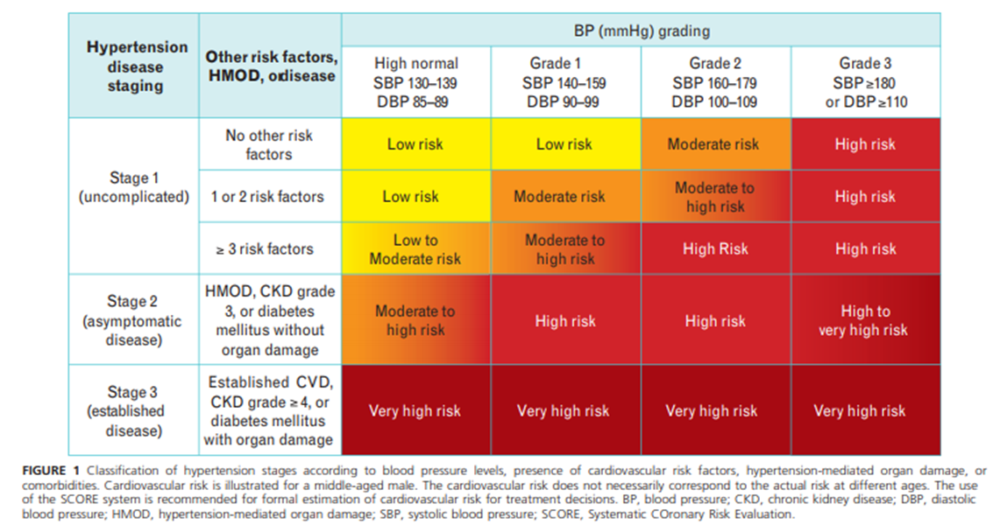 Hypertension
disease
staging
Other risk factors,
HMOD, ordisease
BP (mmHg) grading
High normal
SBP 130–139
DBP 85–89
Grade 1
SBP 140–159
DBP 90–99
Grade 2
SBP 160–179
DBP 100–109
Grade 3
SBP ≥180
or DBP ≥110
Stage 1
(uncomplicated)
No other risk
factors
Low risk
Low risk
Moderate risk
High risk
1 or 2 risk factors
Low risk
Moderate risk
Moderate to
high risk
High risk
≥ 3 risk factors
Low to
Moderate risk
Moderate to
high risk
High Risk
High risk
Stage 2
(asymptomatic
disease)
HMOD, CKD grade
3, or diabetes
mellitus without
organ damage
Moderate to
high risk
High risk
High risk
High to
very high risk
Stage 3
(established
disease)
Established CVD,
CKD grade ≥ 4, or
diabetes mellitus
with organ damage
Very high risk
Very high risk
Very high risk
Very high risk
FIGURE 1 Classification of hypertension stages according to blood pressure levels, presence of cardiovascular risk factors, hypertension-mediated organ damage, or
comorbidities. Cardiovascular risk is illustrated for a middle-aged male. The cardiovascular risk does not necessarily correspond to the actual risk at different ages. The use
of the SCORE system is recommended for formal estimation of cardiovascular risk for treatment decisions. BP, blood pressure; CKD, chronic kidney disease; DBP, diastolic
blood pressure; HMOD, hypertension-mediated organ damage; SBP, systolic blood pressure; SCORE, Systematic COronary Risk Evaluation.